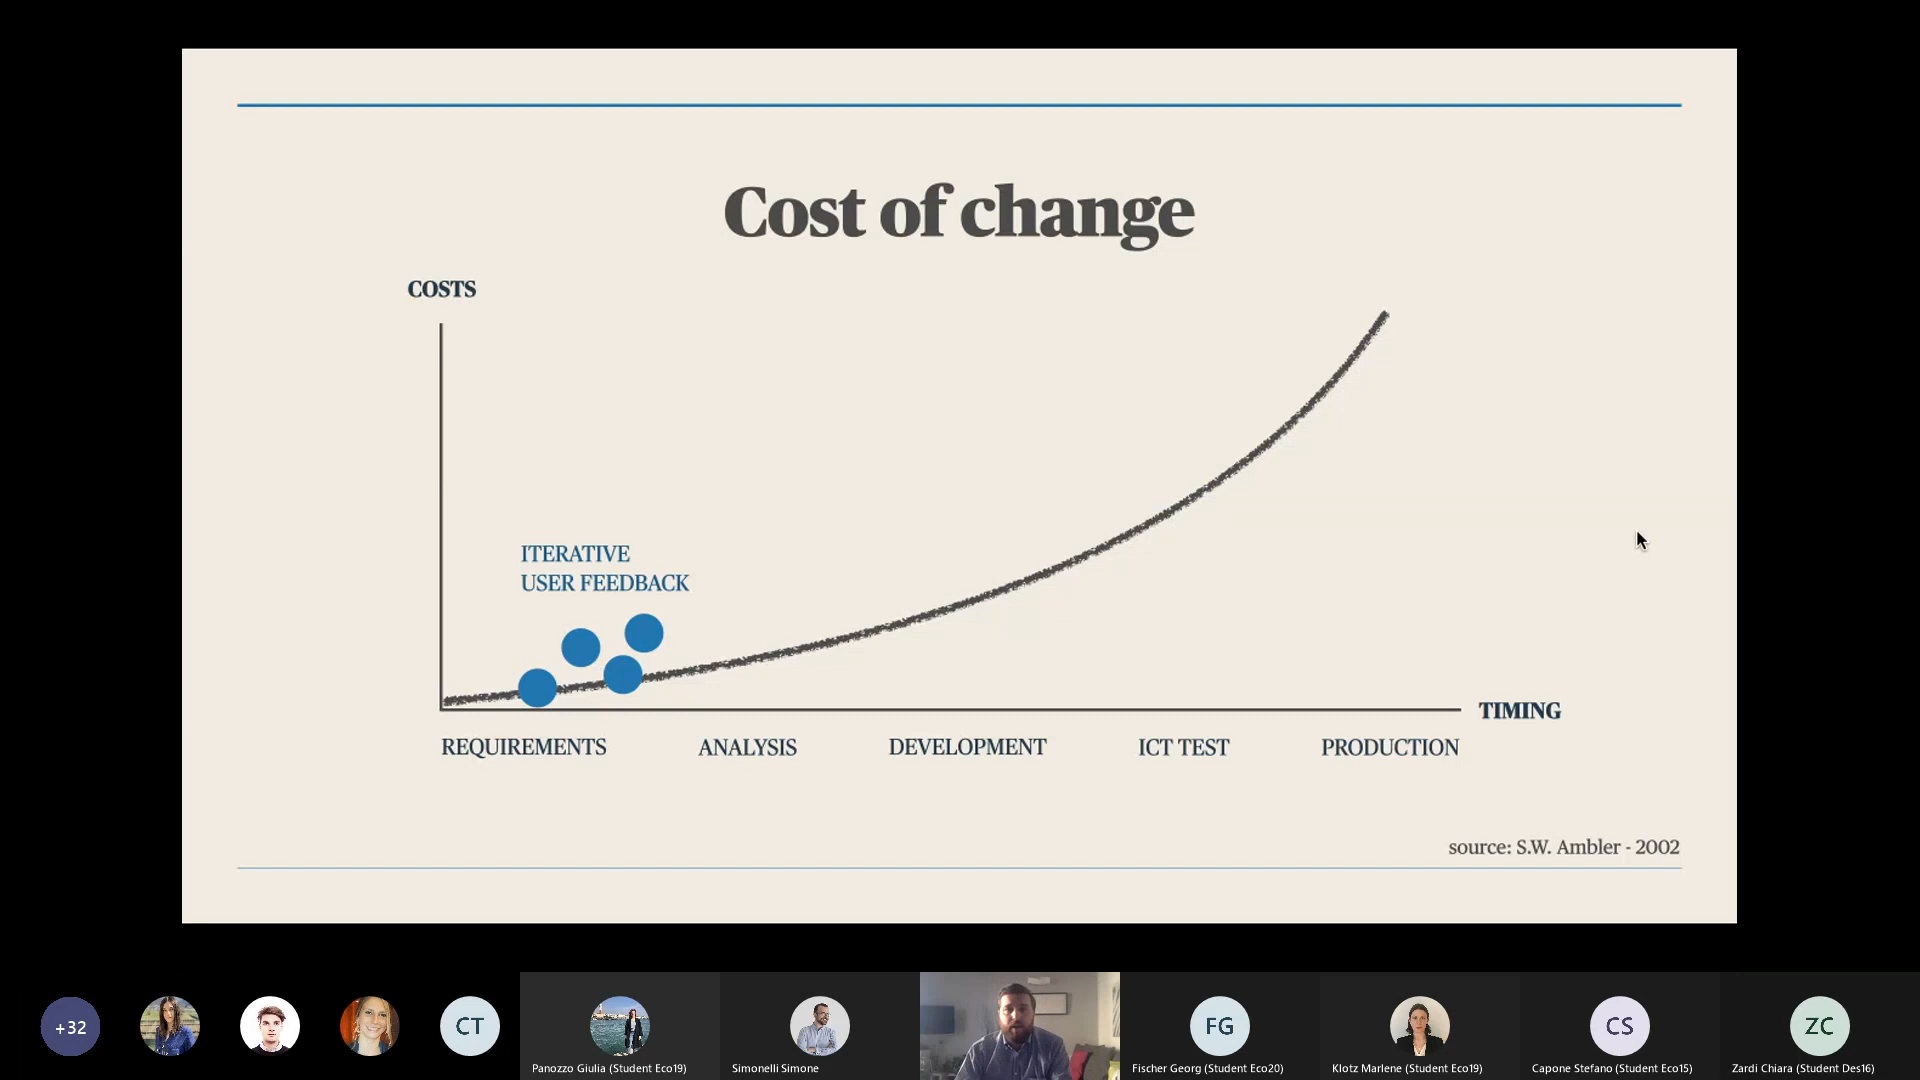 Cost of change
COSTS
ITERATIVE
USER FEEDBACK
TIMING
REQUIREMENTS
ANALYSIS
DEVELOPMENT
ICT TEST
PRODUCTION
source: S.W. Ambler - 2002
+32
CT
FG
CS
ZC
Panozzo Giulia (Student Eco19)
Simonelli Simone
Fischer Georg (Student Eco20)
Klotz Marlene (Student Eco19)
Capone Stefano (Student Eco15)
Zardi Chiara (Student Des16)